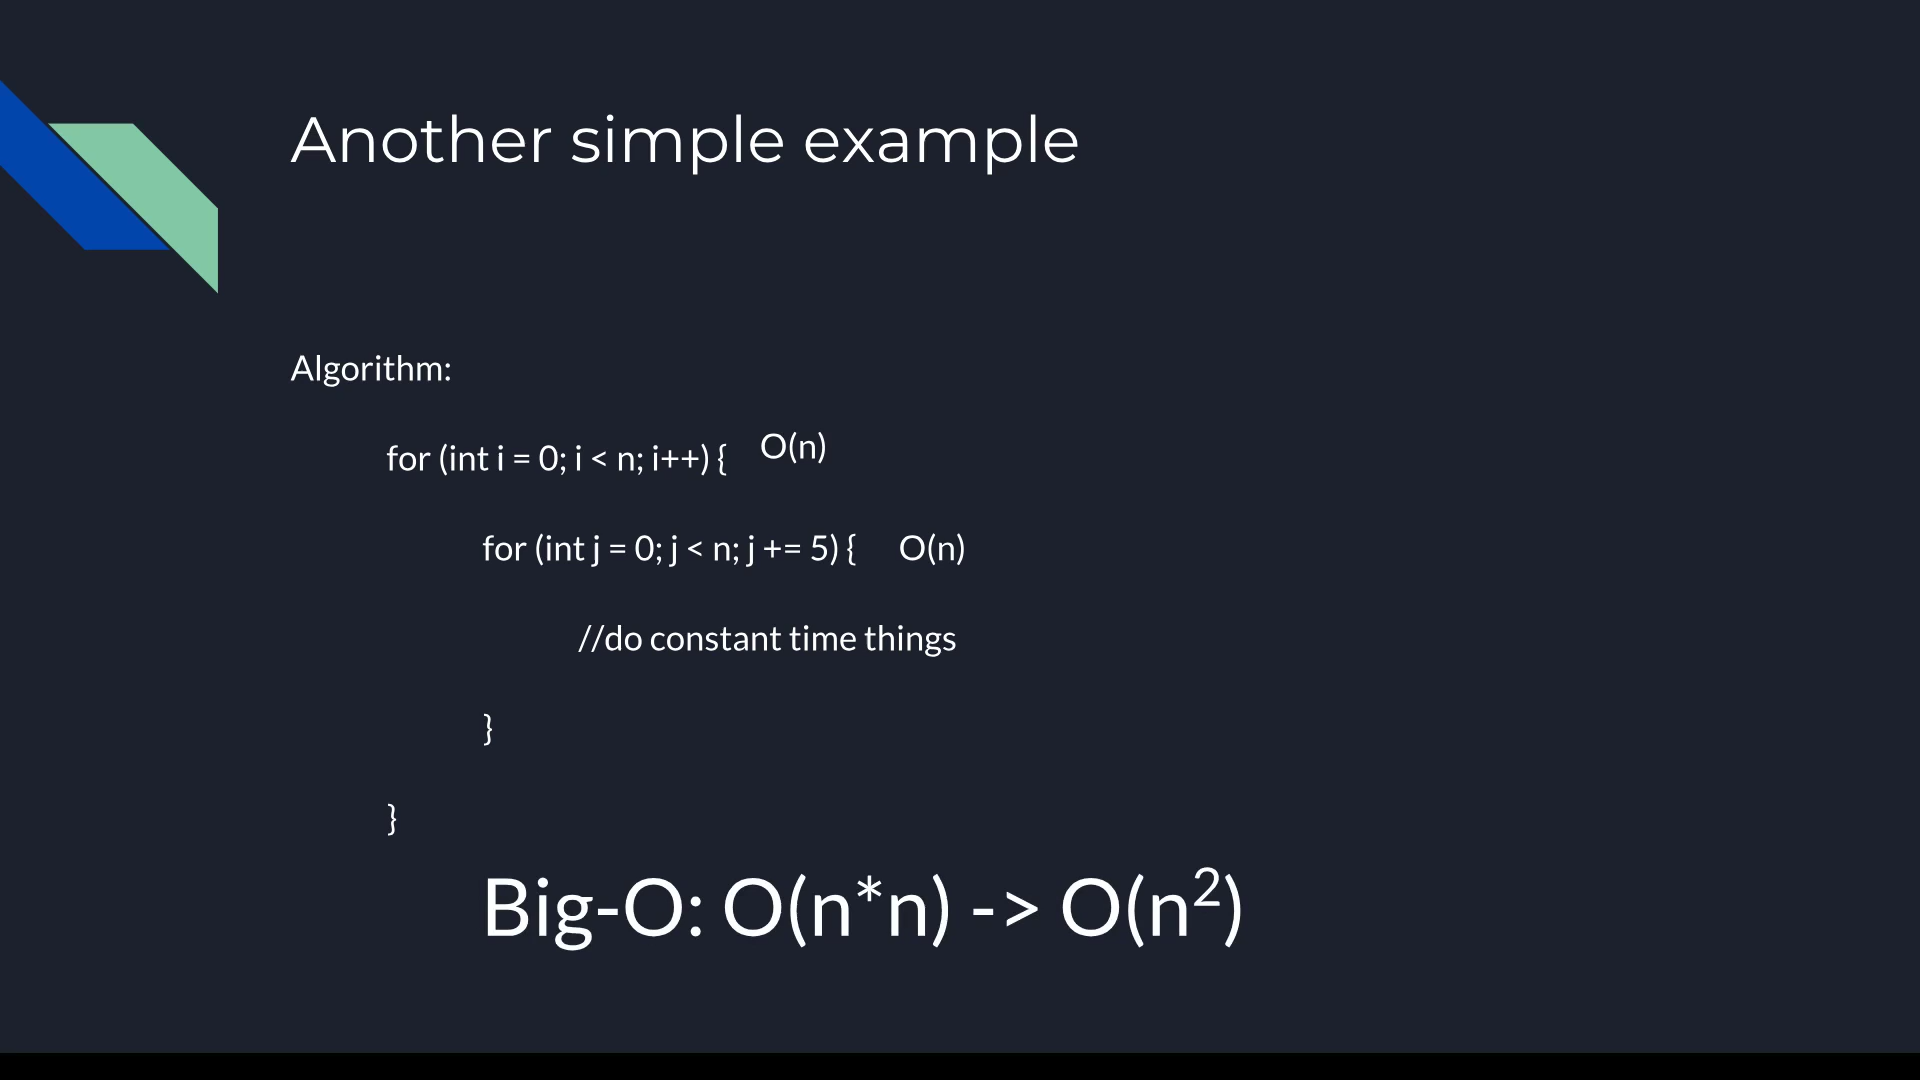 Another simple example
Algorithm:
for (int i = 0; i < n; i++) { O(n)
for (int j = 0; j < n; j += 5) { O(n)
//do constant time things
}
}
Big-O: O(n*n) -> O(n²)